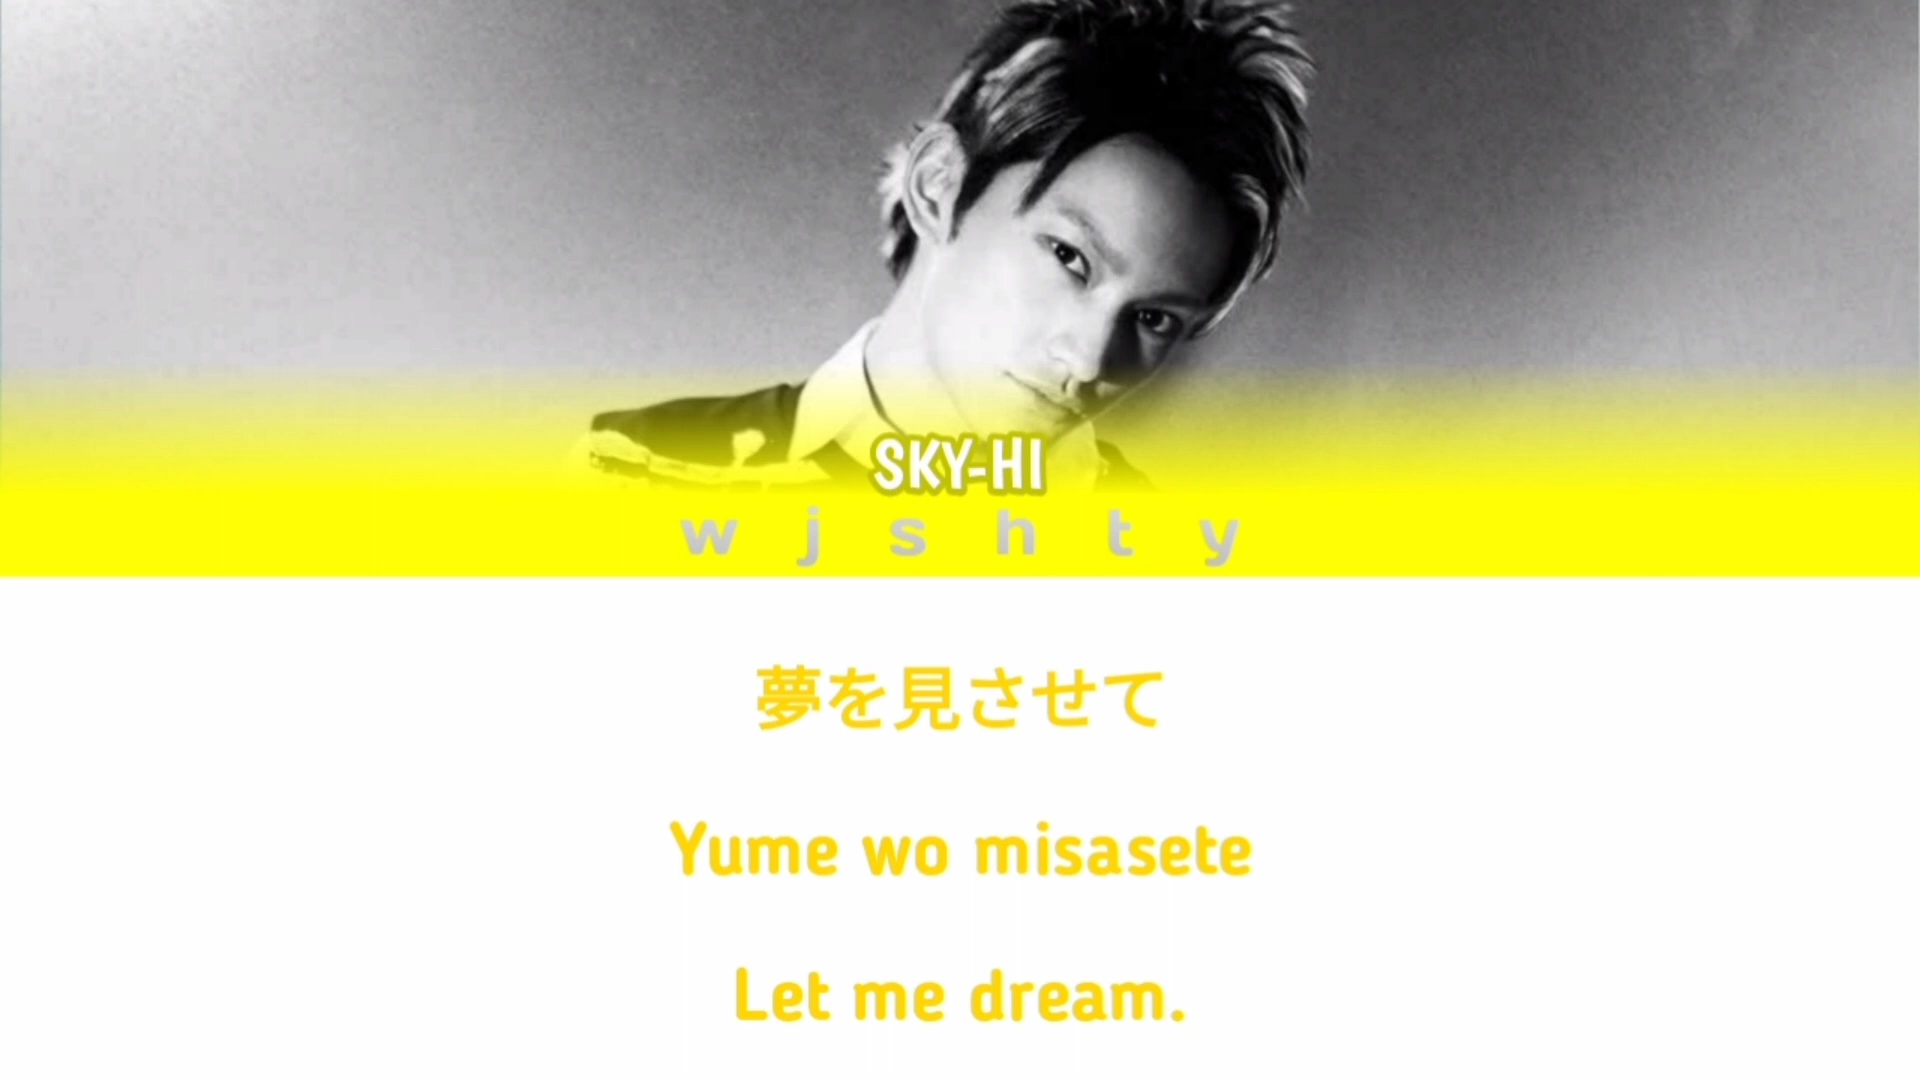 SKY-HI
w j s h t y
夢を見させて
Yume wo misasete
Let me dream.